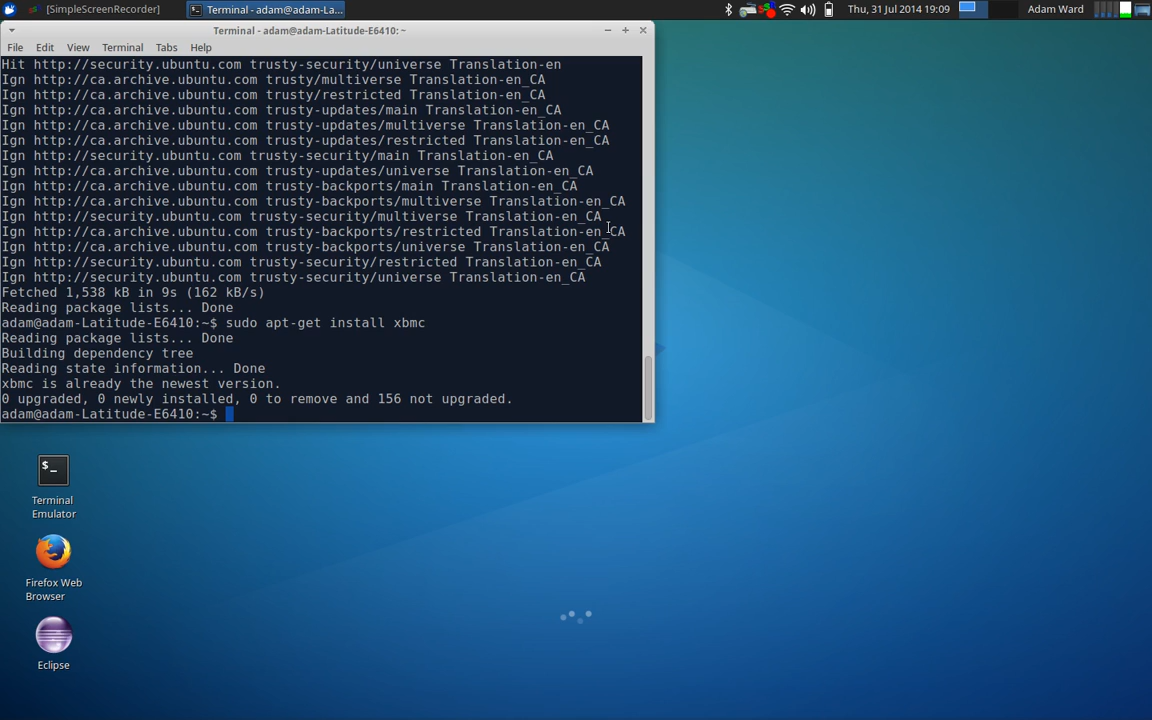 [SimpleScreenRecorder]
Terminal - adam@adam-La...
Thu, 31 Jul 2014 19:09
Adam Ward
Terminal - adam@adam-Latitude-E6410: ~
File Edit View Terminal Tabs Help
Hit http://security.ubuntu.com trusty-security/universe Translation-en
Ign http://ca.archive.ubuntu.com trusty/multiverse Translation-en_CA
Ign http://ca.archive.ubuntu.com trusty/restricted Translation-en_CA
Ign http://ca.archive.ubuntu.com trusty-updates/main Translation-en_CA
Ign http://ca.archive.ubuntu.com trusty-updates/multiverse Translation-en_CA
Ign http://ca.archive.ubuntu.com trusty-updates/restricted Translation-en_CA
Ign http://security.ubuntu.com trusty-security/main Translation-en_CA
Ign http://ca.archive.ubuntu.com trusty-updates/universe Translation-en_CA
Ign http://ca.archive.ubuntu.com trusty-backports/main Translation-en_CA
Ign http://ca.archive.ubuntu.com trusty-backports/multiverse Translation-en_CA
Ign http://security.ubuntu.com trusty-security/multiverse Translation-en_CA
Ign http://ca.archive.ubuntu.com trusty-backports/restricted Translation-en_CA
Ign http://ca.archive.ubuntu.com trusty-backports/universe Translation-en_CA
Ign http://security.ubuntu.com trusty-security/restricted Translation-en_CA
Ign http://security.ubuntu.com trusty-security/universe Translation-en_CA
Fetched 1,538 kB in 9s (162 kB/s)
Reading package lists... Done
adam@adam-Latitude-E6410:~$ sudo apt-get install xbmc
Reading package lists... Done
Building dependency tree
Reading state information... Done
xbmc is already the newest version.
0 upgraded, 0 newly installed, 0 to remove and 156 not upgraded.
adam@adam-Latitude-E6410:~$
$_
Terminal
Emulator
Firefox Web
Browser
Eclipse